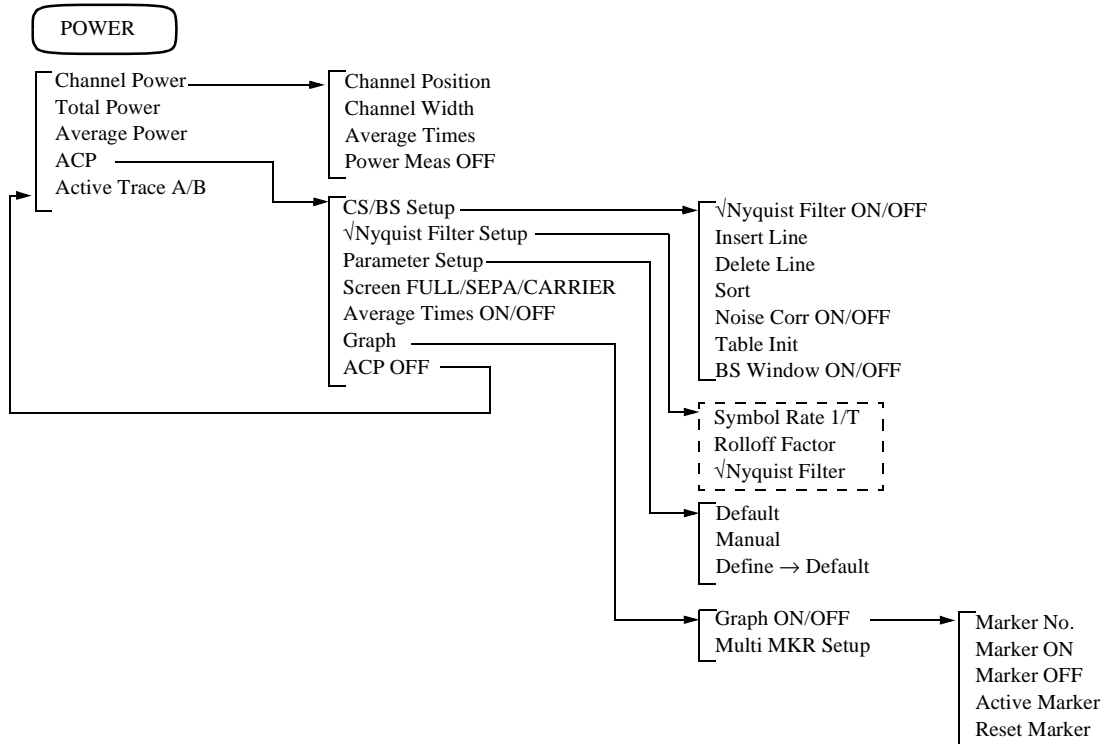 POWER
Channel Power
Total Power
Average Power
ACP
Active Trace A/B
Channel Position
Channel Width
Average Times
Power Meas OFF
CS/BS Setup
√Nyquist Filter Setup
Parameter Setup
Screen FULL/SEPA/CARRIER
Average Times ON/OFF
Graph
ACP OFF
√Nyquist Filter ON/OFF
Insert Line
Delete Line
Sort
Noise Corr ON/OFF
Table Init
BS Window ON/OFF
Symbol Rate 1/T
Rolloff Factor
√Nyquist Filter
Default
Manual
Define → Default
Graph ON/OFF
Multi MKR Setup
Marker No.
Marker ON
Marker OFF
Active Marker
Reset Marker